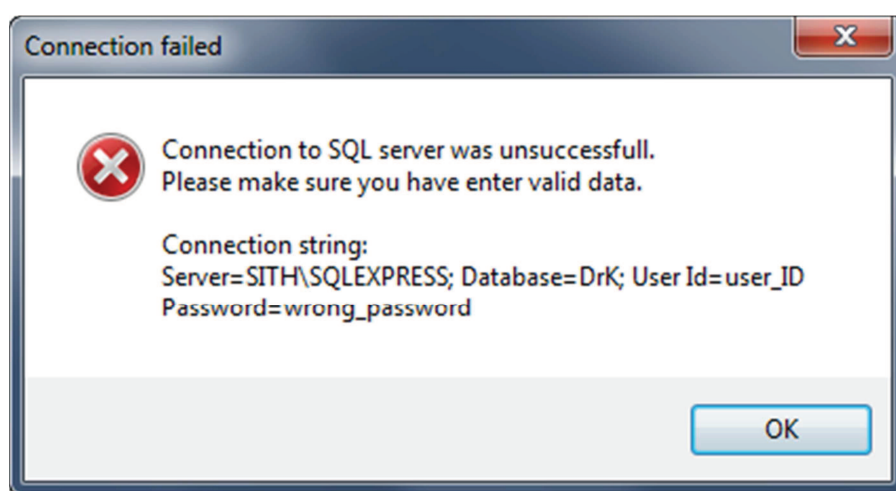 Connection failed
Connection to SQL server was unsuccessfull.
Please make sure you have enter valid data.
Connection string:
Server=SITH\SQLEXPRESS; Database=DrK; User Id=user_ID
Password=wrong_password
OK